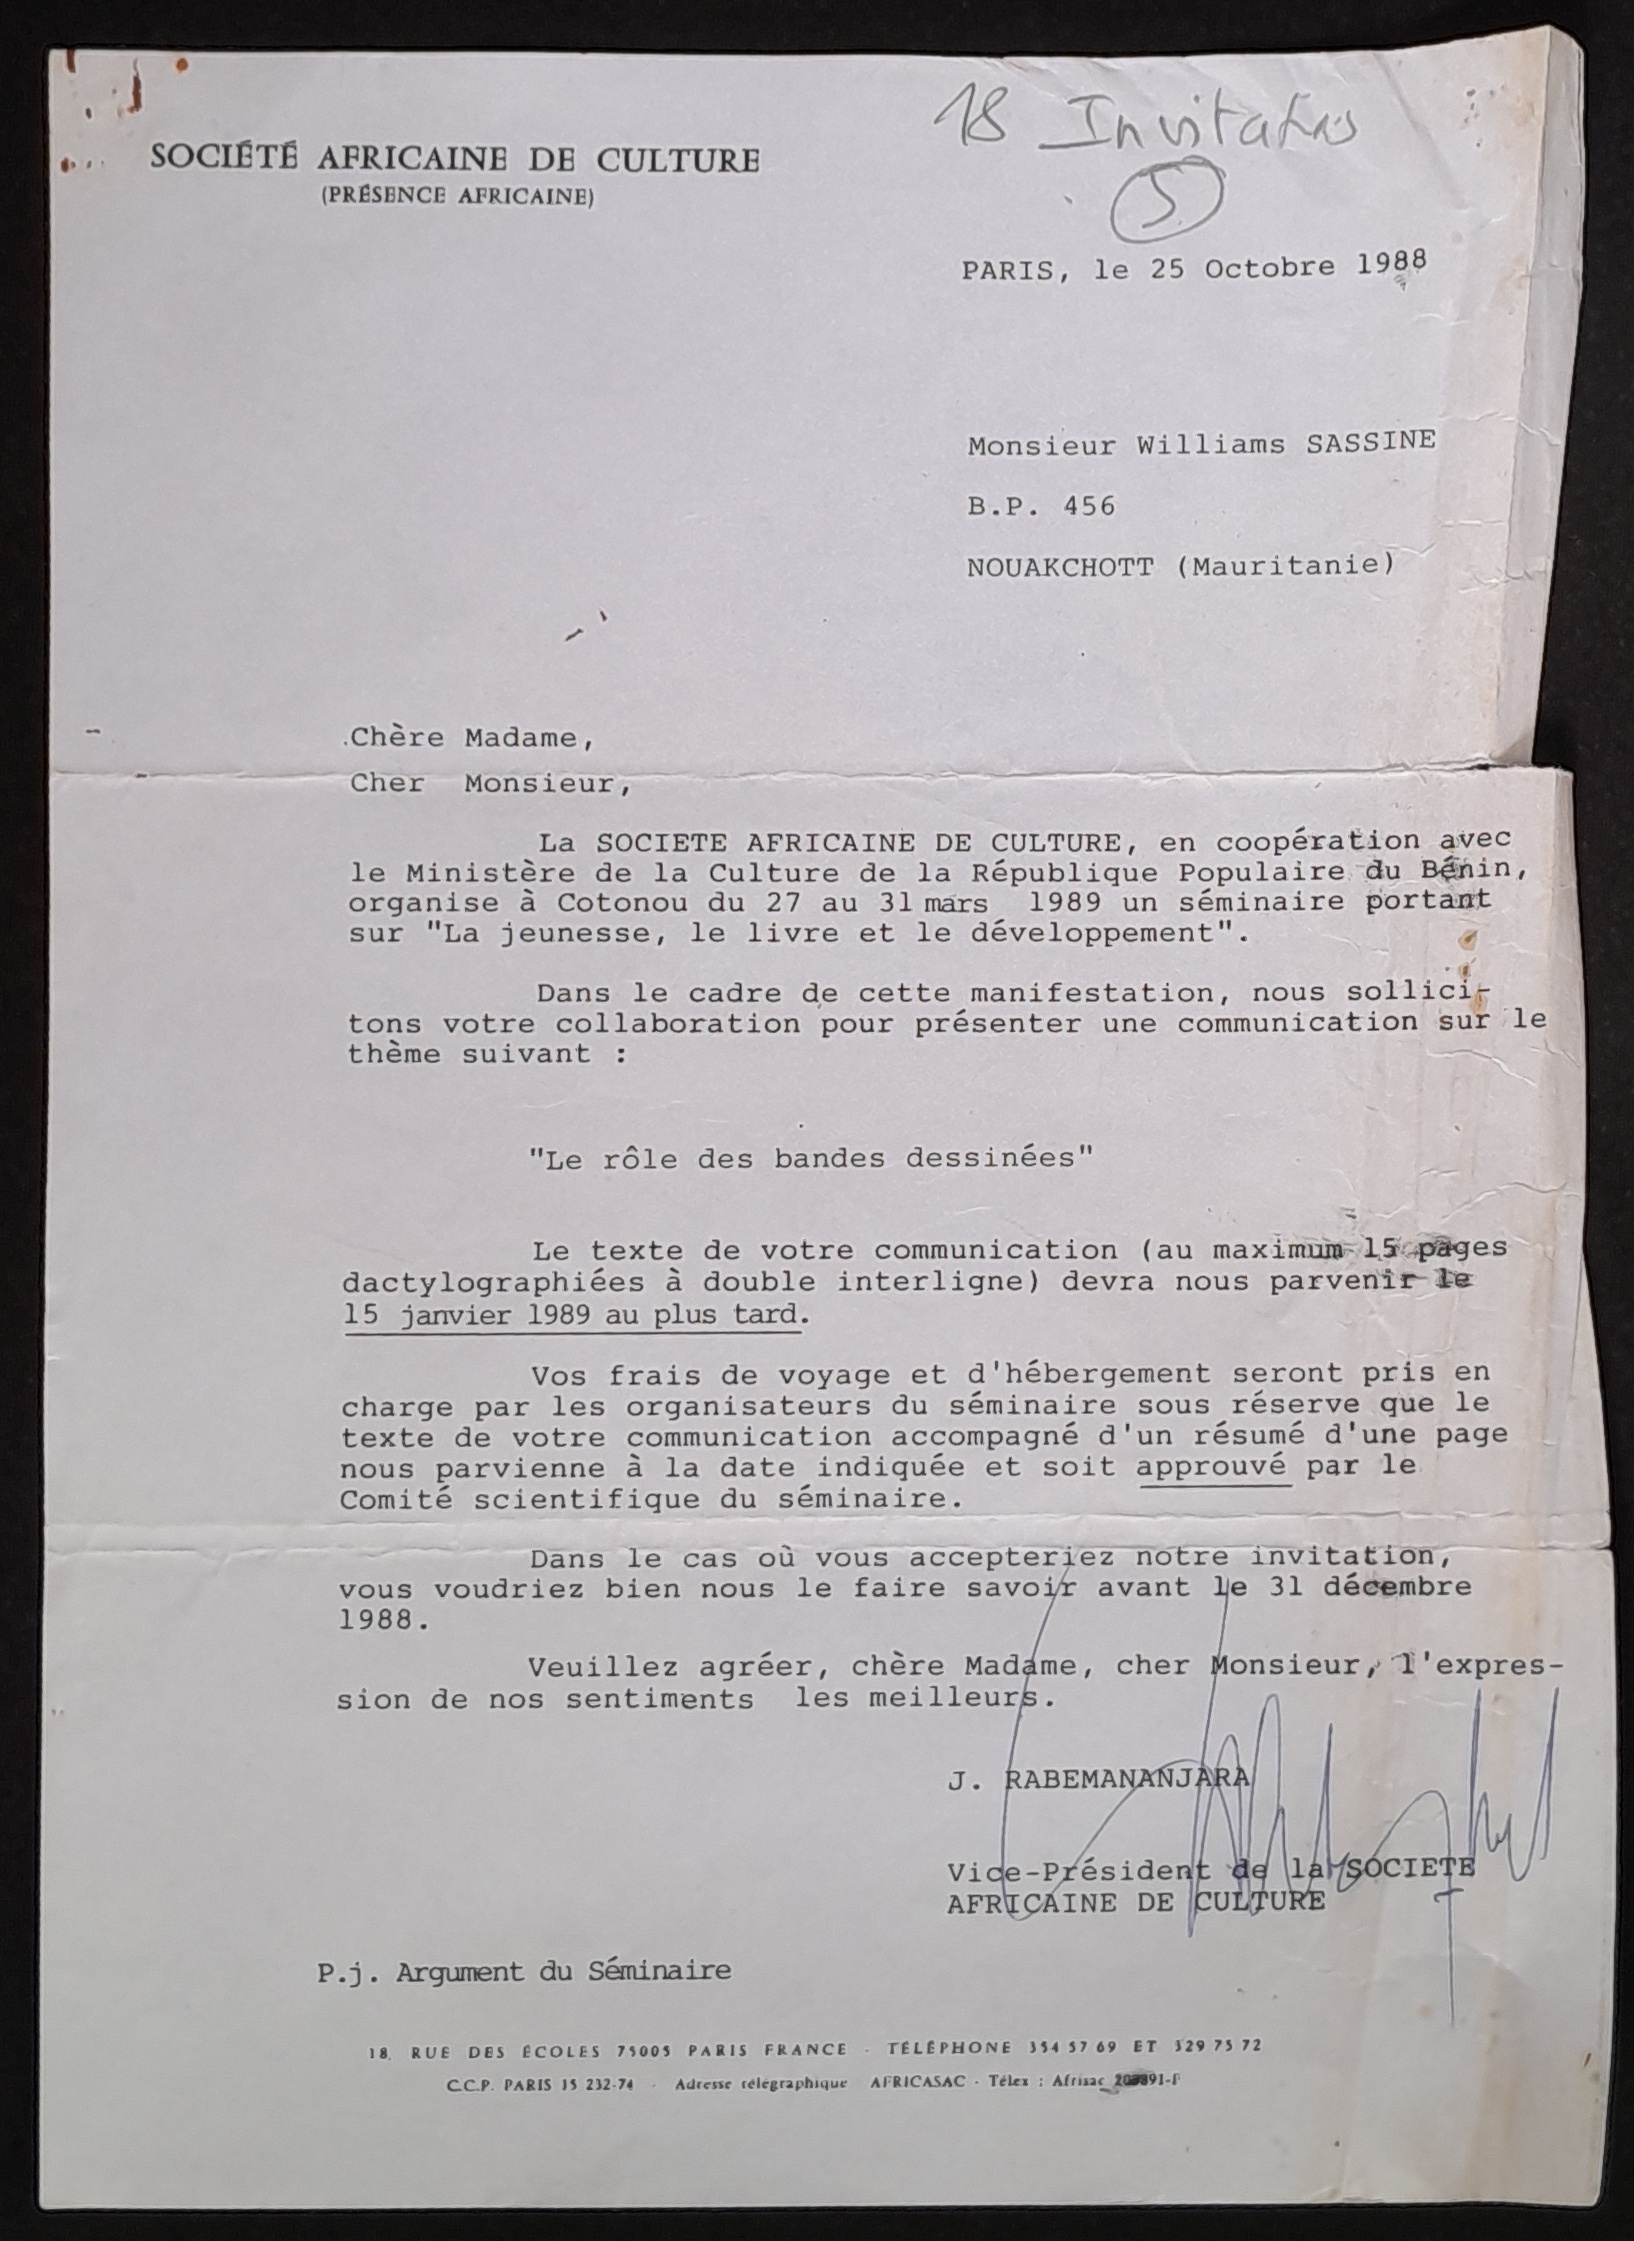 18 Invitations
5
SOCIÉTÉ AFRICAINE DE CULTURE
(PRÉSENCE AFRICAINE)
PARIS, le 25 Octobre 1988
Monsieur Williams SASSINE
B.P. 456
NOUAKCHOTT (Mauritanie)
Chère Madame,
Cher Monsieur,
La SOCIETE AFRICAINE DE CULTURE, en coopération avec
le Ministère de la Culture de la République Populaire du Bénin,
organise à Cotonou du 27 au 31 mars 1989 un séminaire portant
sur "La jeunesse, le livre et le développement".
Dans le cadre de cette manifestation, nous sollici-
tons votre collaboration pour présenter une communication sur le
thème suivant :
"Le rôle des bandes dessinées"
Le texte de votre communication (au maximum 15 pages
dactylographiées à double interligne) devra nous parvenir le
15 janvier 1989 au plus tard.
Vos frais de voyage et d'hébergement seront pris en
charge par les organisateurs du séminaire sous réserve que le
texte de votre communication accompagné d'un résumé d'une page
nous parvienne à la date indiquée et soit approuvé par le
Comité scientifique du séminaire.
Dans le cas où vous accepteriez notre invitation,
vous voudriez bien nous le faire savoir avant le 31 décembre
1988.
Veuillez agréer, chère Madame, cher Monsieur, l'expres-
sion de nos sentiments les meilleurs.
J. RABEMANANJARA
Vice-Président de la SOCIETE
AFRICAINE DE CULTURE
P.j. Argument du Séminaire
18, RUE DES ÉCOLES 75005 PARIS FRANCE - TÉLÉPHONE 354 57 69 ET 329 75 72
C.C.P. PARIS 15 232-74 - Adresse télégraphique AFRICASAC - Télex : Afrisac